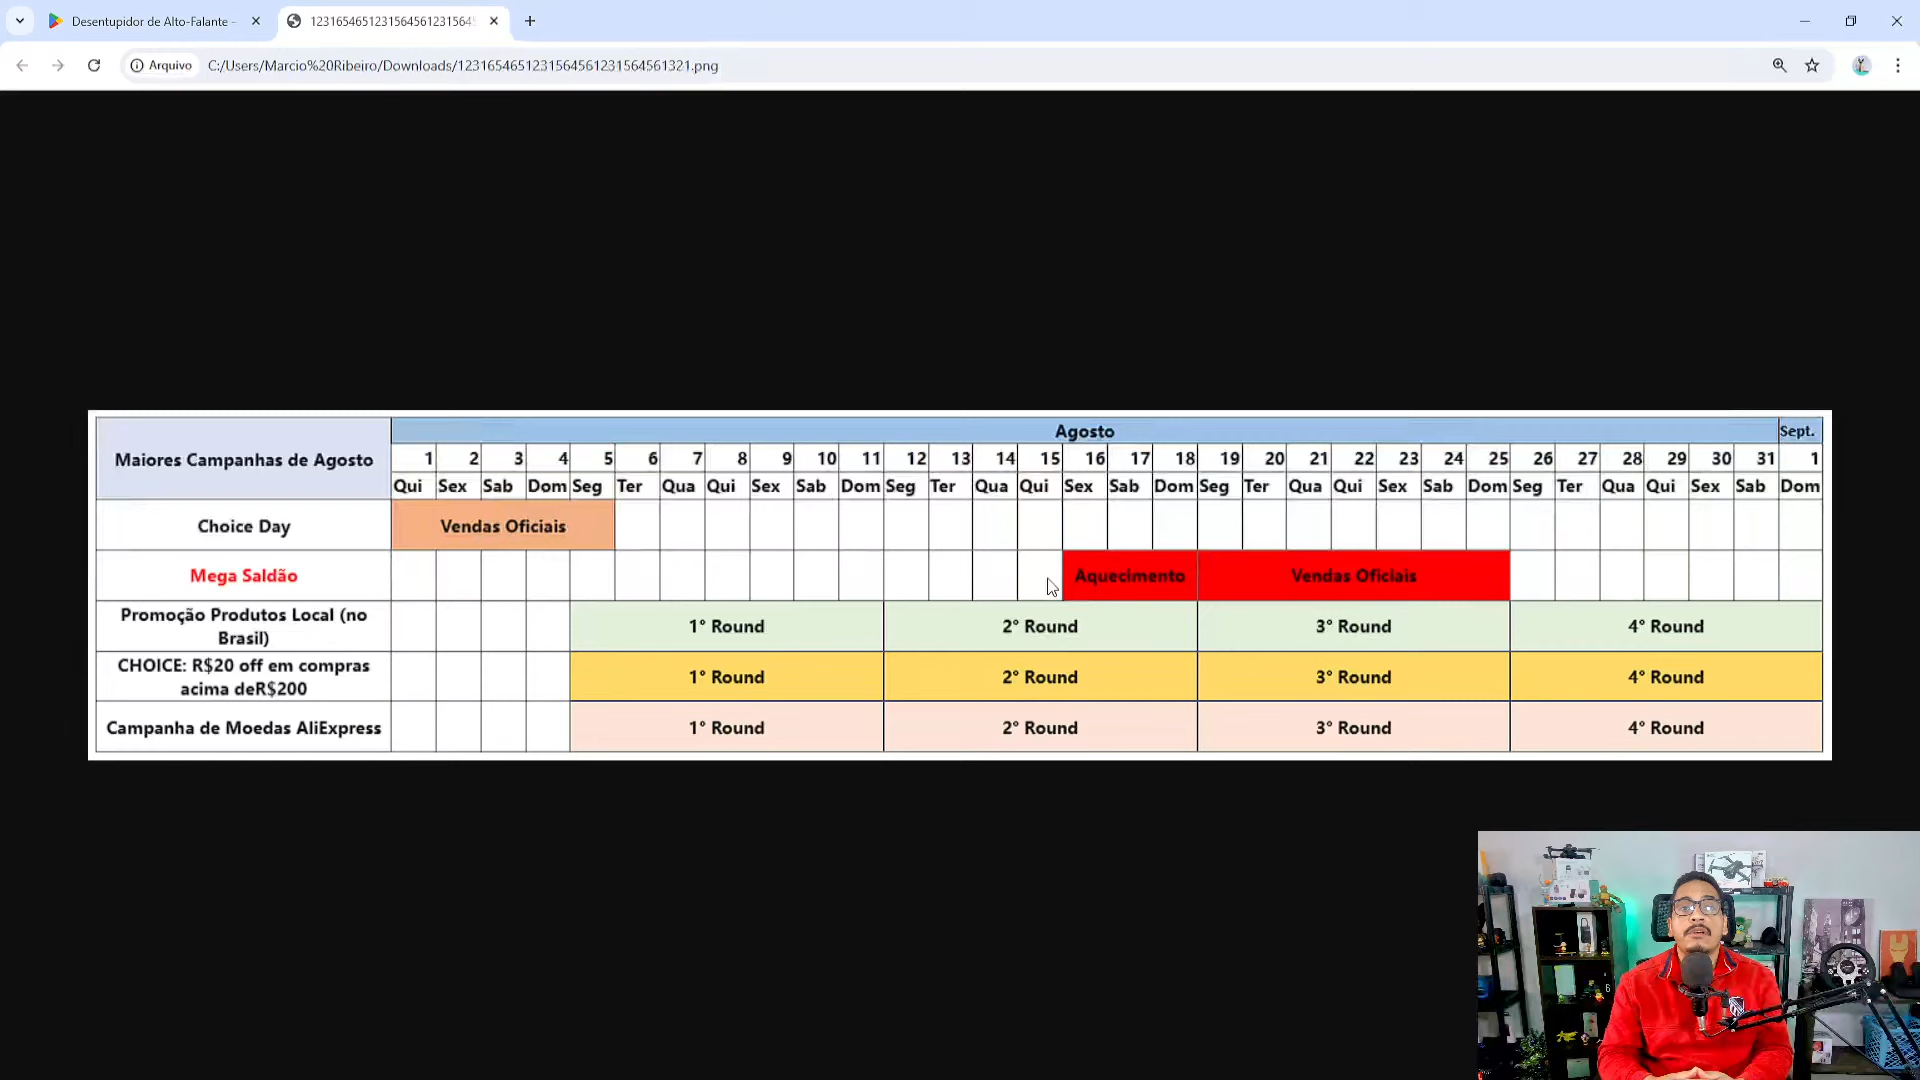 Desentupidor de Alto-Falante -
12316546512315645612315645
Arquivo
C:/Users/Marcio%20Ribeiro/Downloads/1231654651231564561231564561321.png
Maiores Campanhas de Agosto
Agosto
Sept.
1 2 3 4 5 6 7 8 9 10 11 12 13 14 15 16 17 18 19 20 21 22 23 24 25 26 27 28 29 30 31 1
Qui Sex Sab Dom Seg Ter Qua Qui Sex Sab Dom Seg Ter Qua Qui Sex Sab Dom Seg Ter Qua Qui Sex Sab Dom Seg Ter Qua Qui Sex Sab Dom
Choice Day
Vendas Oficiais
Mega Saldão
Aquecimento
Vendas Oficiais
Promoção Produtos Local (no
Brasil)
1° Round 2° Round 3° Round 4° Round
CHOICE: R$20 off em compras
acima deR$200
1° Round 2° Round 3° Round 4° Round
Campanha de Moedas AliExpress
1° Round 2° Round 3° Round 4° Round